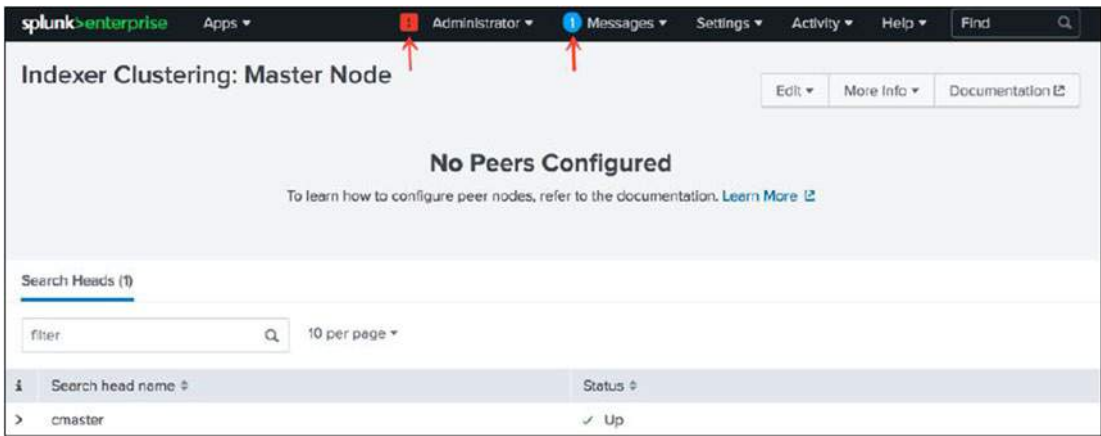 splunk>enterprise Apps ! Administrator 1 Messages Settings Activity Help Find
Indexer Clustering: Master Node
Edit More Info Documentation
No Peers Configured
To learn how to configure peer nodes, refer to the documentation. Learn More
Search Heads (1)
filter 10 per page
i Search head name Status
> cmaster ✓ Up